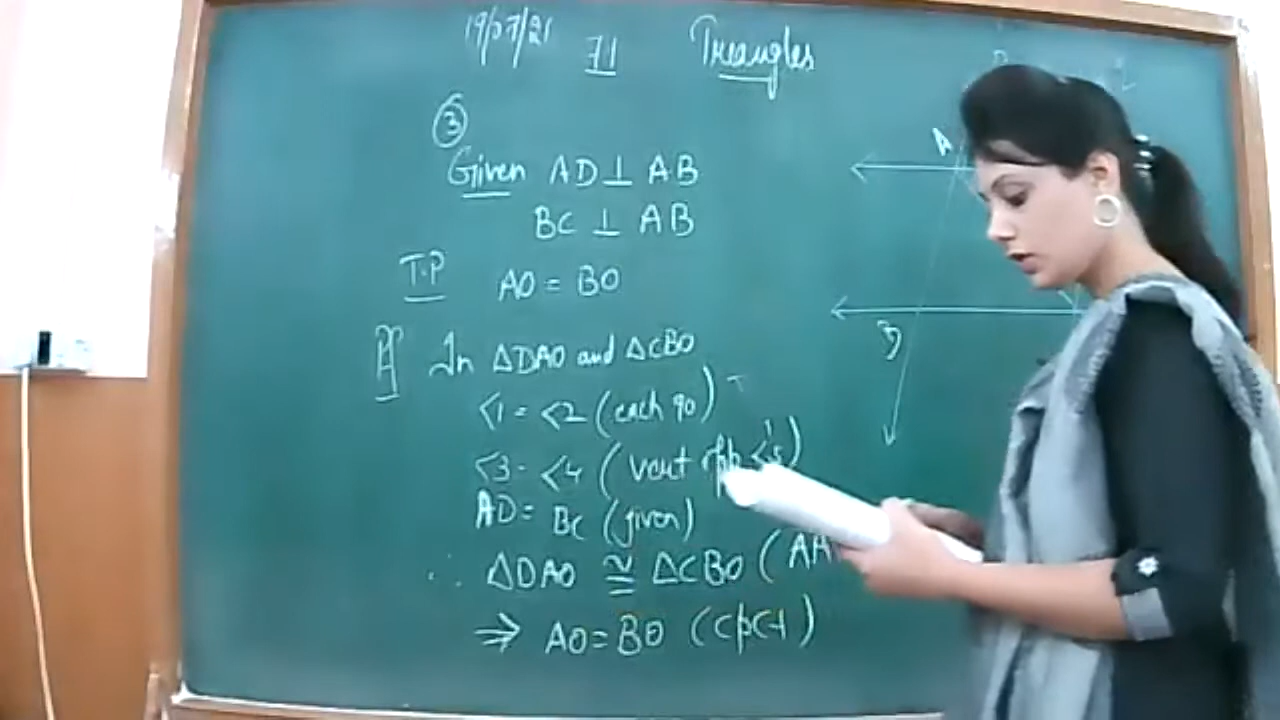 19/07/21 7.1 Triangles
③
Given AD ⊥ AB
BC ⊥ AB
T.P AO = BO
Pf In ΔDAO and ΔCBO
<1 = <2 (each 90)
<3 = <4 (vert opp <'s)
AD = BC (given)
∴ ΔDAO ≅ ΔCBO (AA
⇒ AO = BO (cpct)
A